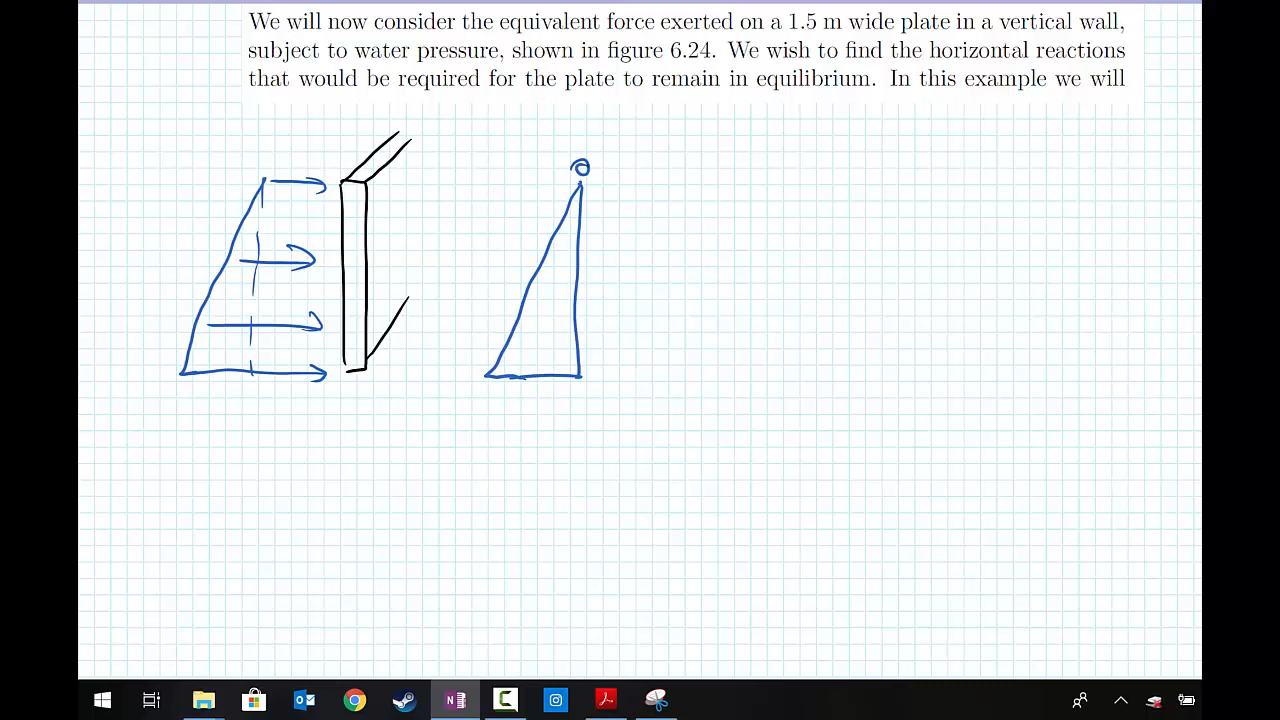 We will now consider the equivalent force exerted on a 1.5 m wide plate in a vertical wall,
subject to water pressure, shown in figure 6.24. We wish to find the horizontal reactions
that would be required for the plate to remain in equilibrium. In this example we will